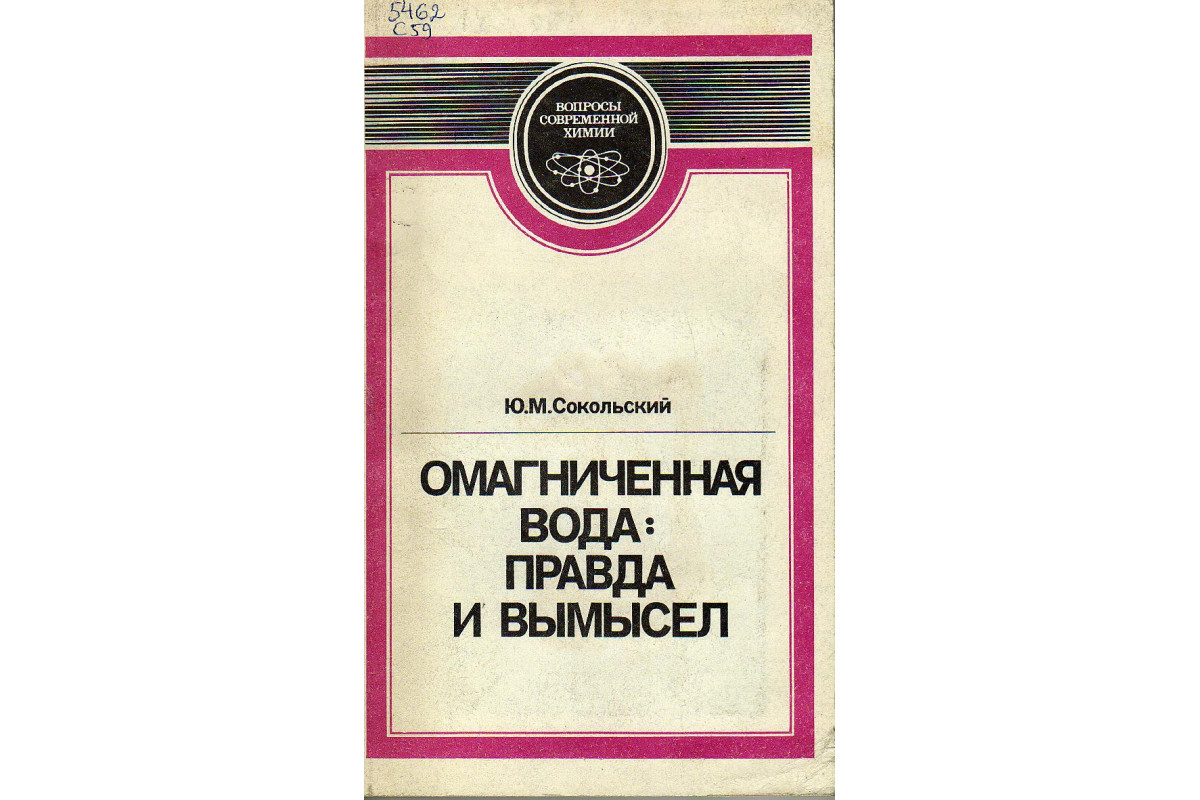 5462
С59
ВОПРОСЫ
СОВРЕМЕННОЙ
ХИМИИ
Ю.М.Сокольский
ОМАГНИЧЕННАЯ
ВОДА:
ПРАВДА
И ВЫМЫСЕЛ